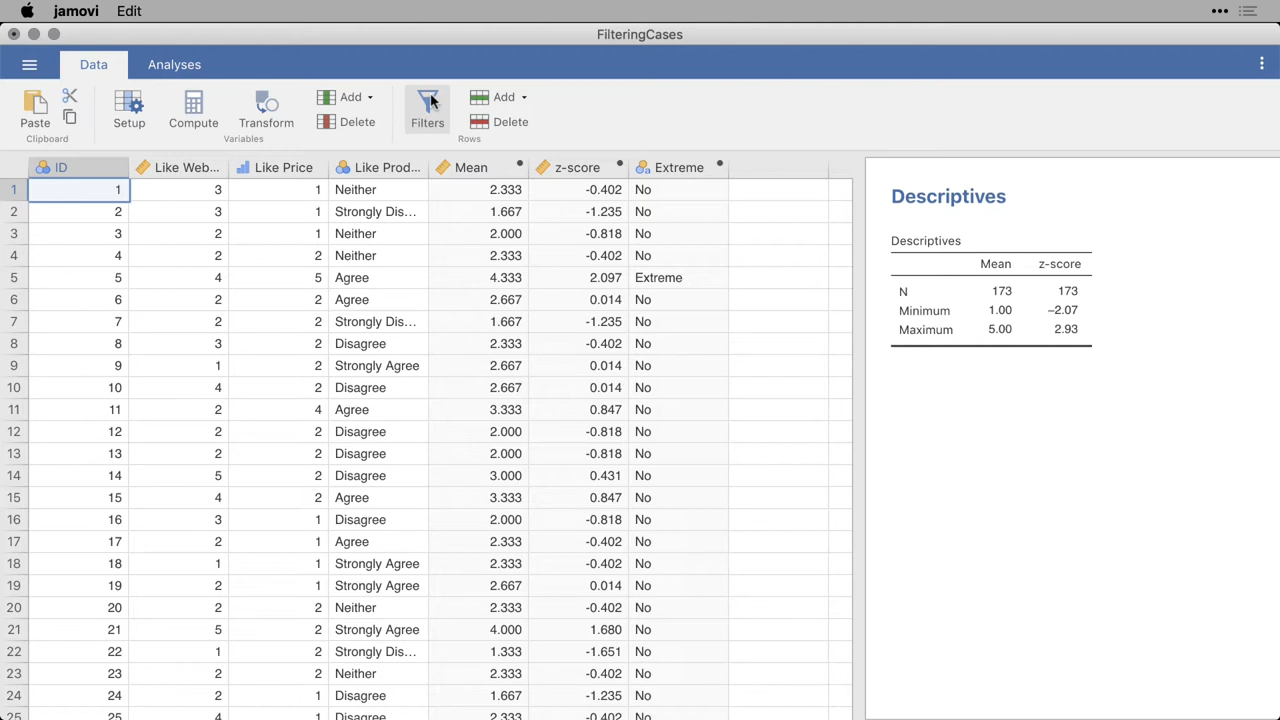 jamovi Edit
FilteringCases
Data Analyses
Paste Setup Compute Transform Add Delete Filters Add Delete
Clipboard Variables Rows
ID Like Web... Like Price Like Prod... Mean z-score Extreme
1 1 3 1 Neither 2.333 -0.402 No
2 2 3 1 Strongly Dis... 1.667 -1.235 No
3 3 2 1 Neither 2.000 -0.818 No
4 4 2 2 Neither 2.333 -0.402 No
5 5 4 5 Agree 4.333 2.097 Extreme
6 6 2 2 Agree 2.667 0.014 No
7 7 2 2 Strongly Dis... 1.667 -1.235 No
8 8 3 2 Disagree 2.333 -0.402 No
9 9 1 2 Strongly Agree 2.667 0.014 No
10 10 4 2 Disagree 2.667 0.014 No
11 11 2 4 Agree 3.333 0.847 No
12 12 2 2 Disagree 2.000 -0.818 No
13 13 2 2 Disagree 2.000 -0.818 No
14 14 5 2 Disagree 3.000 0.431 No
15 15 4 2 Agree 3.333 0.847 No
16 16 3 1 Disagree 2.000 -0.818 No
17 17 2 1 Agree 2.333 -0.402 No
18 18 1 1 Strongly Agree 2.333 -0.402 No
19 19 2 1 Strongly Agree 2.667 0.014 No
20 20 2 2 Neither 2.333 -0.402 No
21 21 5 2 Strongly Agree 4.000 1.680 No
22 22 1 2 Strongly Dis... 1.333 -1.651 No
23 23 2 2 Neither 2.333 -0.402 No
24 24 2 1 Disagree 1.667 -1.235 No
25 25 4 1 Disagree 2.333 -0.402 No
Descriptives
Descriptives
Mean z-score
N 173 173
Minimum 1.00 –2.07
Maximum 5.00 2.93